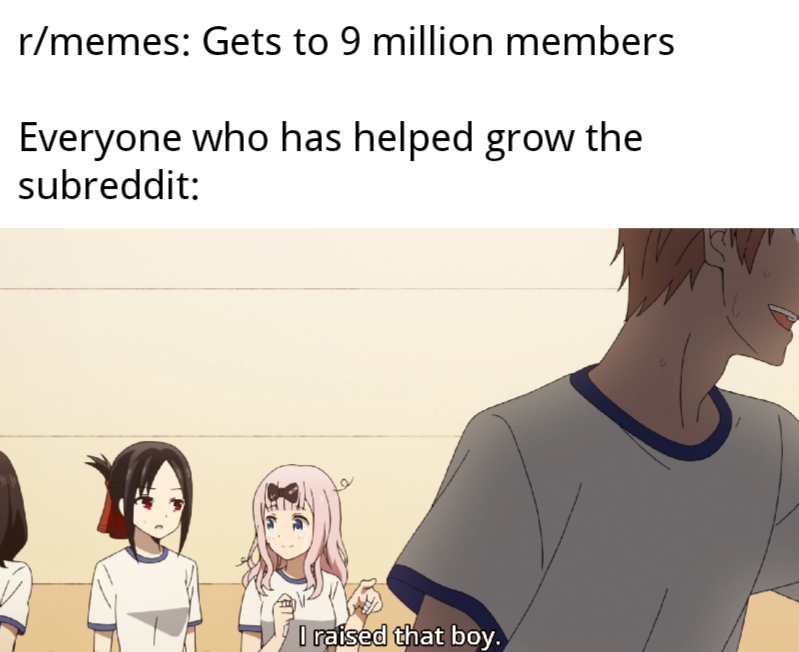 r/memes: Gets to 9 million members
Everyone who has helped grow the
subreddit:
I raised that boy.